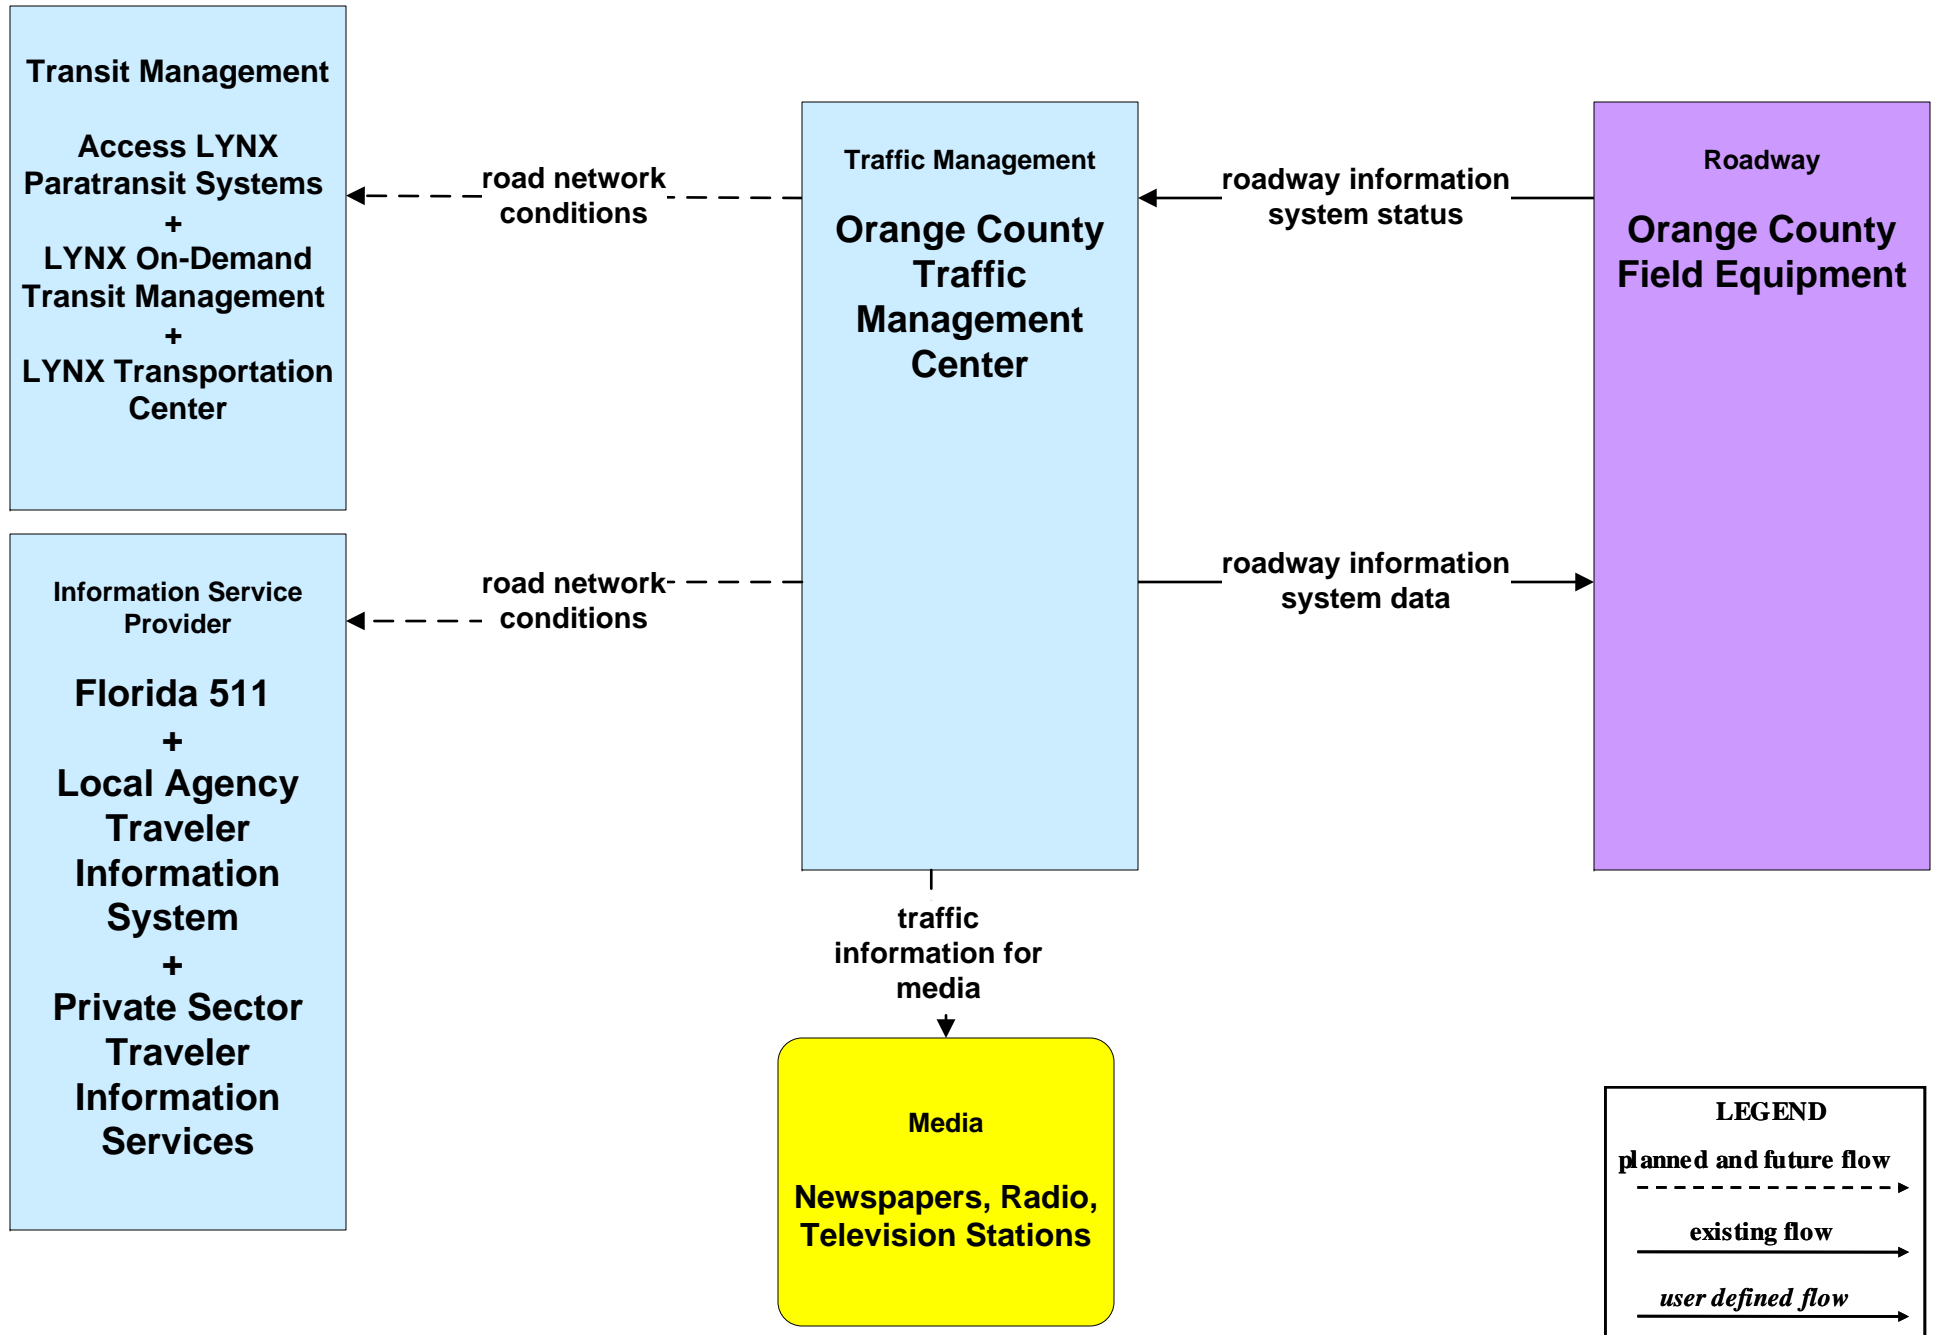 Transit Management
Access LYNX
Paratransit Systems
+
LYNX On-Demand
Transit Management
+
LYNX Transportation
Center
road network
conditions
Traffic Management
Orange County
Traffic
Management
Center
roadway information
system status
Roadway
Orange County
Field Equipment
Information Service
Provider
Florida 511
+
Local Agency
Traveler
Information
System
+
Private Sector
Traveler
Information
Services
road network
conditions
roadway information
system data
traffic
information for
media
Media
Newspapers, Radio,
Television Stations
LEGEND
planned and future flow
existing flow
user defined flow